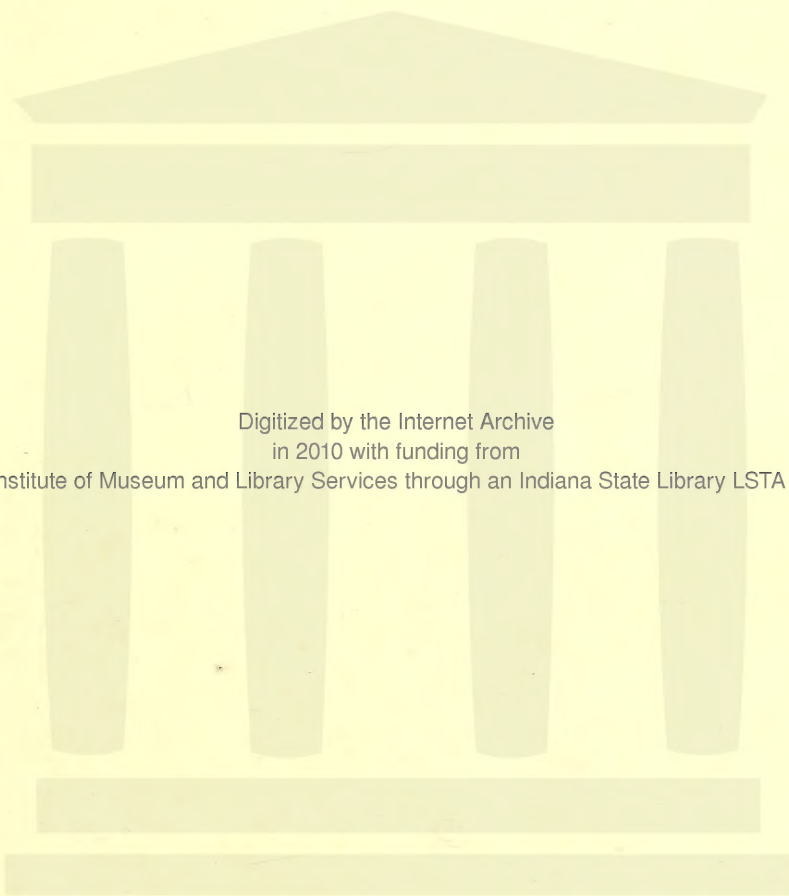 Digitized by the Internet Archive
in 2010 with funding from
nstitute of Museum and Library Services through an Indiana State Library LSTA